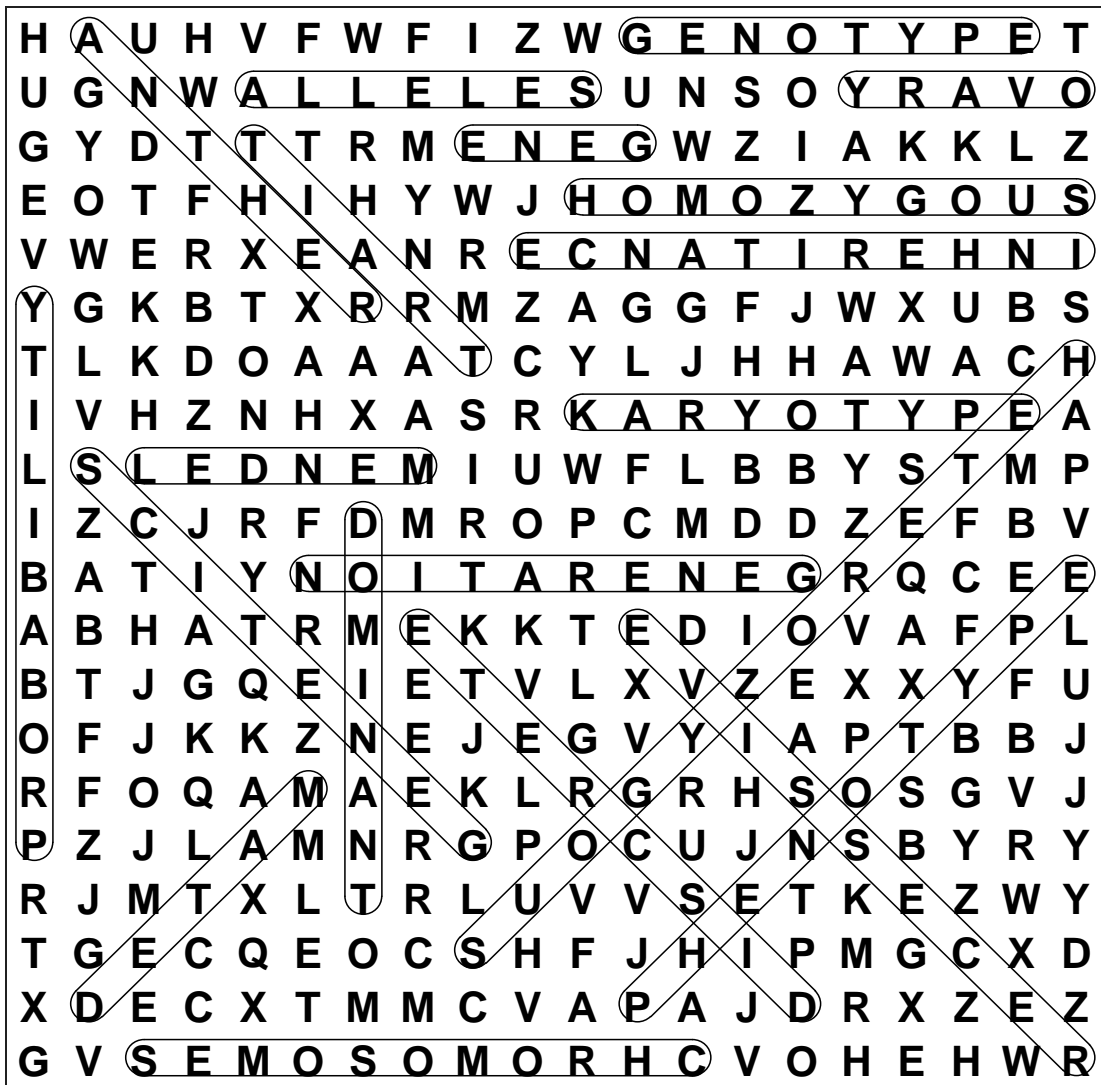 H A U H V F W F I Z W G E N O T Y P E T
U G N W A L L E L E S U N S O Y R A V O
G Y D T T T R M E N E G W Z I A K K L Z
E O T F H I H Y W J H O M O Z Y G O U S
V W E R X E A N R E C N A T I R E H N I
Y G K B T X R R M Z A G G F J W X U B S
T L K D O A A A T C Y L J H H A W A C H
I V H Z N H X A S R K A R Y O T Y P E A
L S L E D N E M I U W F L B B Y S T M P
I Z C J R F D M R O P C M D D Z E F B V
B A T I Y N O I T A R E N E G R Q C E E
A B H A T R M E K K T E D I O V A F P L
B T J G Q E I E T V L X V Z E X X Y F U
O F J K K Z N E J E G V Y I A P T B B J
R F O Q A M A E K L R G R H S O S G V J
P Z J L A M N R G P O C U J N S B Y R Y
R J M T X L T R L U V V S E T K E Z W Y
T G E C Q E O C S H F J H I P M G C X D
X D E C X T M M C V A P A J D R X Z E Z
G V S E M O S O M O R H C V O H E H W R